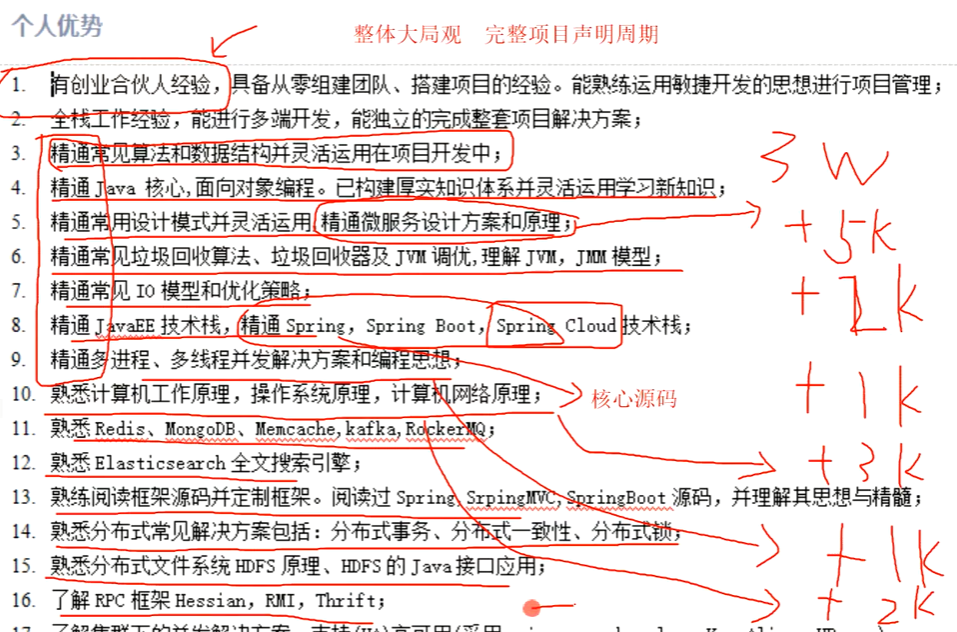 个人优势
整体大局观 完整项目声明周期
1. 有创业合伙人经验，具备从零组建团队、搭建项目的经验。能熟练运用敏捷开发的思想进行项目管理；
2. 全栈工作经验，能进行多端开发，能独立的完成整套项目解决方案；
3. 精通常见算法和数据结构并灵活运用在项目开发中；
3W
4. 精通 Java 核心,面向对象编程。已构建厚实知识体系并灵活运用学习新知识；
5. 精通常用设计模式并灵活运用,精通微服务设计方案和原理；
+5K
6. 精通常见垃圾回收算法、垃圾回收器及 JVM 调优,理解 JVM，JMM 模型；
7. 精通常见 IO 模型和优化策略；
+2K
8. 精通 JavaEE 技术栈，精通 Spring，Spring Boot，Spring Cloud 技术栈；
9. 精通多进程、多线程并发解决方案和编程思想；
10. 熟悉计算机工作原理，操作系统原理，计算机网络原理；
核心源码
+1K
11. 熟悉 Redis、MongoDB、Memcache,kafka,RockerMQ；
12. 熟悉 Elasticsearch 全文搜索引擎；
+3K
13. 熟练阅读框架源码并定制框架。阅读过 Spring,SrpingMVC,SpringBoot 源码，并理解其思想与精髓；
14. 熟悉分布式常见解决方案包括：分布式事务、分布式一致性、分布式锁；
+1K
15. 熟悉分布式文件系统 HDFS 原理、HDFS 的 Java 接口应用；
16. 了解 RPC 框架 Hessian，RMI，Thrift；
+2K